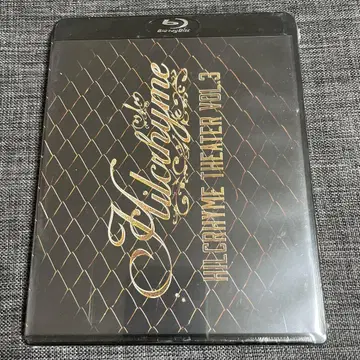 Blu-ray Disc
Hilcrhyme
HILCRHYME THEATER VOL.3